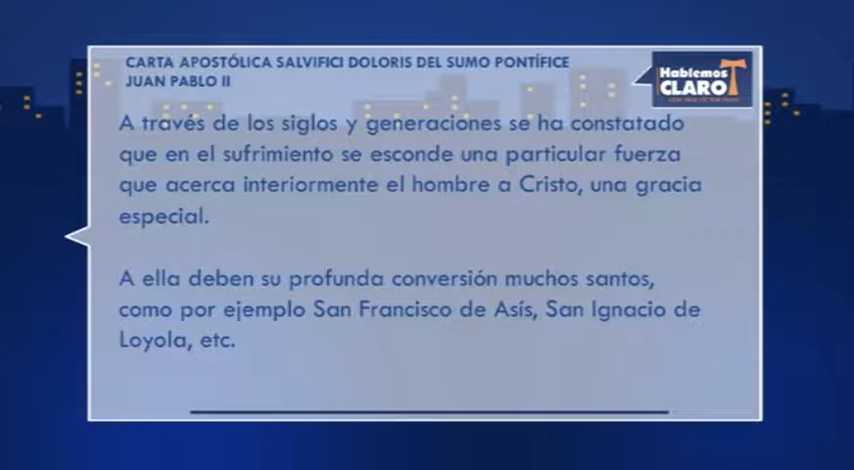 CARTA APOSTÓLICA SALVIFICI DOLORIS DEL SUMO PONTÍFICE
JUAN PABLO II
Hablemos
CLARO
A través de los siglos y generaciones se ha constatado
que en el sufrimiento se esconde una particular fuerza
que acerca interiormente el hombre a Cristo, una gracia
especial.
A ella deben su profunda conversión muchos santos,
como por ejemplo San Francisco de Asís, San Ignacio de
Loyola, etc.